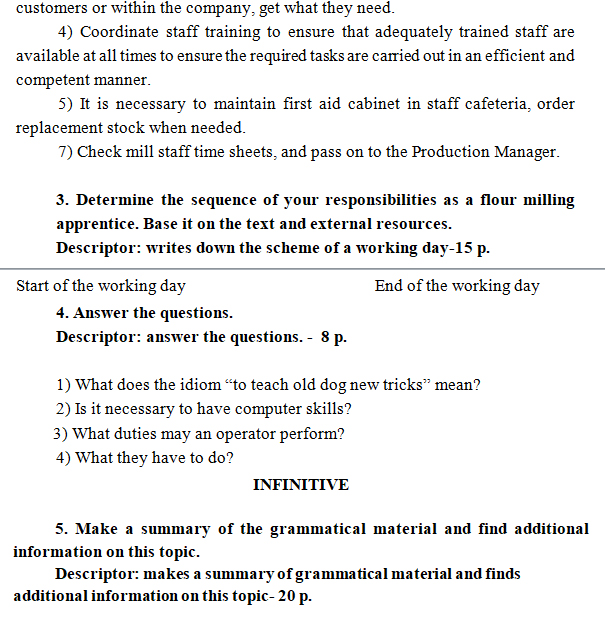 customers or within the company, get what they need.
4) Coordinate staff training to ensure that adequately trained staff are
available at all times to ensure the required tasks are carried out in an efficient and
competent manner.
5) It is necessary to maintain first aid cabinet in staff cafeteria, order
replacement stock when needed.
7) Check mill staff time sheets, and pass on to the Production Manager.
3. Determine the sequence of your responsibilities as a flour milling
apprentice. Base it on the text and external resources.
Descriptor: writes down the scheme of a working day-15 p.
Start of the working day End of the working day
4. Answer the questions.
Descriptor: answer the questions. - 8 p.
1) What does the idiom “to teach old dog new tricks” mean?
2) Is it necessary to have computer skills?
3) What duties may an operator perform?
4) What they have to do?
INFINITIVE
5. Make a summary of the grammatical material and find additional
information on this topic.
Descriptor: makes a summary of grammatical material and finds
additional information on this topic- 20 p.